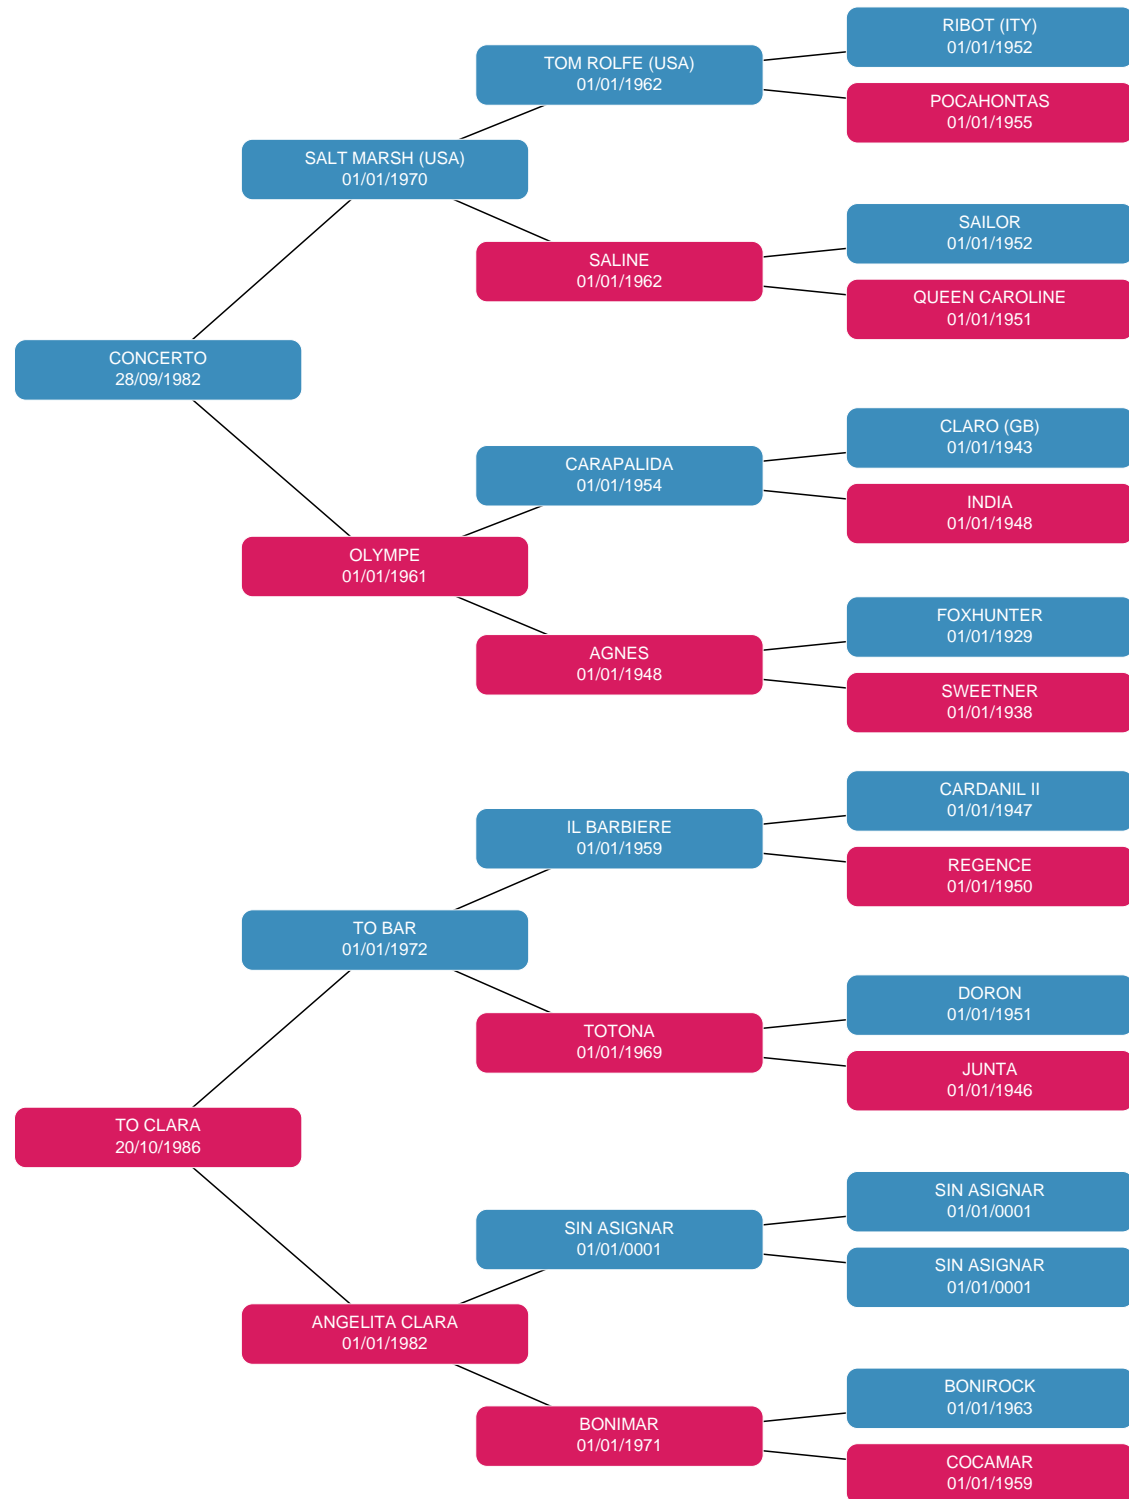 RIBOT (ITY)
01/01/1952
TOM ROLFE (USA)
01/01/1962
POCAHONTAS
01/01/1955
SALT MARSH (USA)
01/01/1970
SAILOR
01/01/1952
SALINE
01/01/1962
QUEEN CAROLINE
01/01/1951
CONCERTO
28/09/1982
CLARO (GB)
01/01/1943
CARAPALIDA
01/01/1954
INDIA
01/01/1948
OLYMPE
01/01/1961
FOXHUNTER
01/01/1929
AGNES
01/01/1948
SWEETNER
01/01/1938
CARDANIL II
01/01/1947
IL BARBIERE
01/01/1959
REGENCE
01/01/1950
TO BAR
01/01/1972
DORON
01/01/1951
TOTONA
01/01/1969
JUNTA
01/01/1946
TO CLARA
20/10/1986
SIN ASIGNAR
01/01/0001
SIN ASIGNAR
01/01/0001
SIN ASIGNAR
01/01/0001
ANGELITA CLARA
01/01/1982
BONIROCK
01/01/1963
BONIMAR
01/01/1971
COCAMAR
01/01/1959